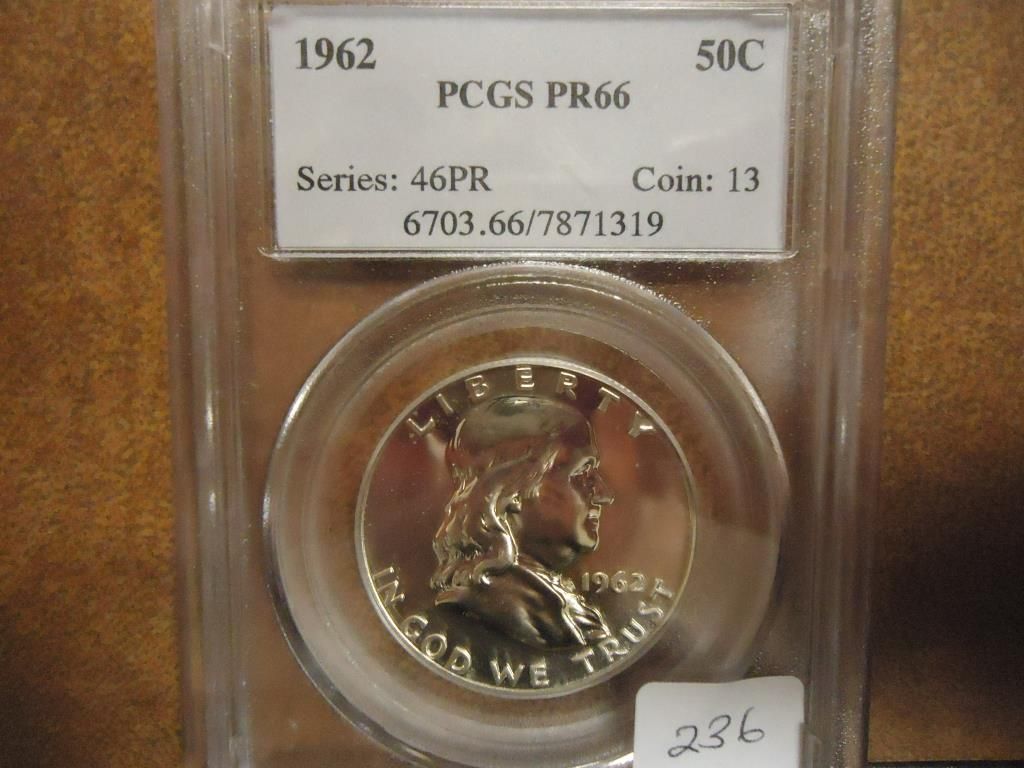 1962 50C
PCGS PR66
Series: 46PR Coin: 13
6703.66/7871319
LIBERTY
1962
IN GOD WE TRUST
236